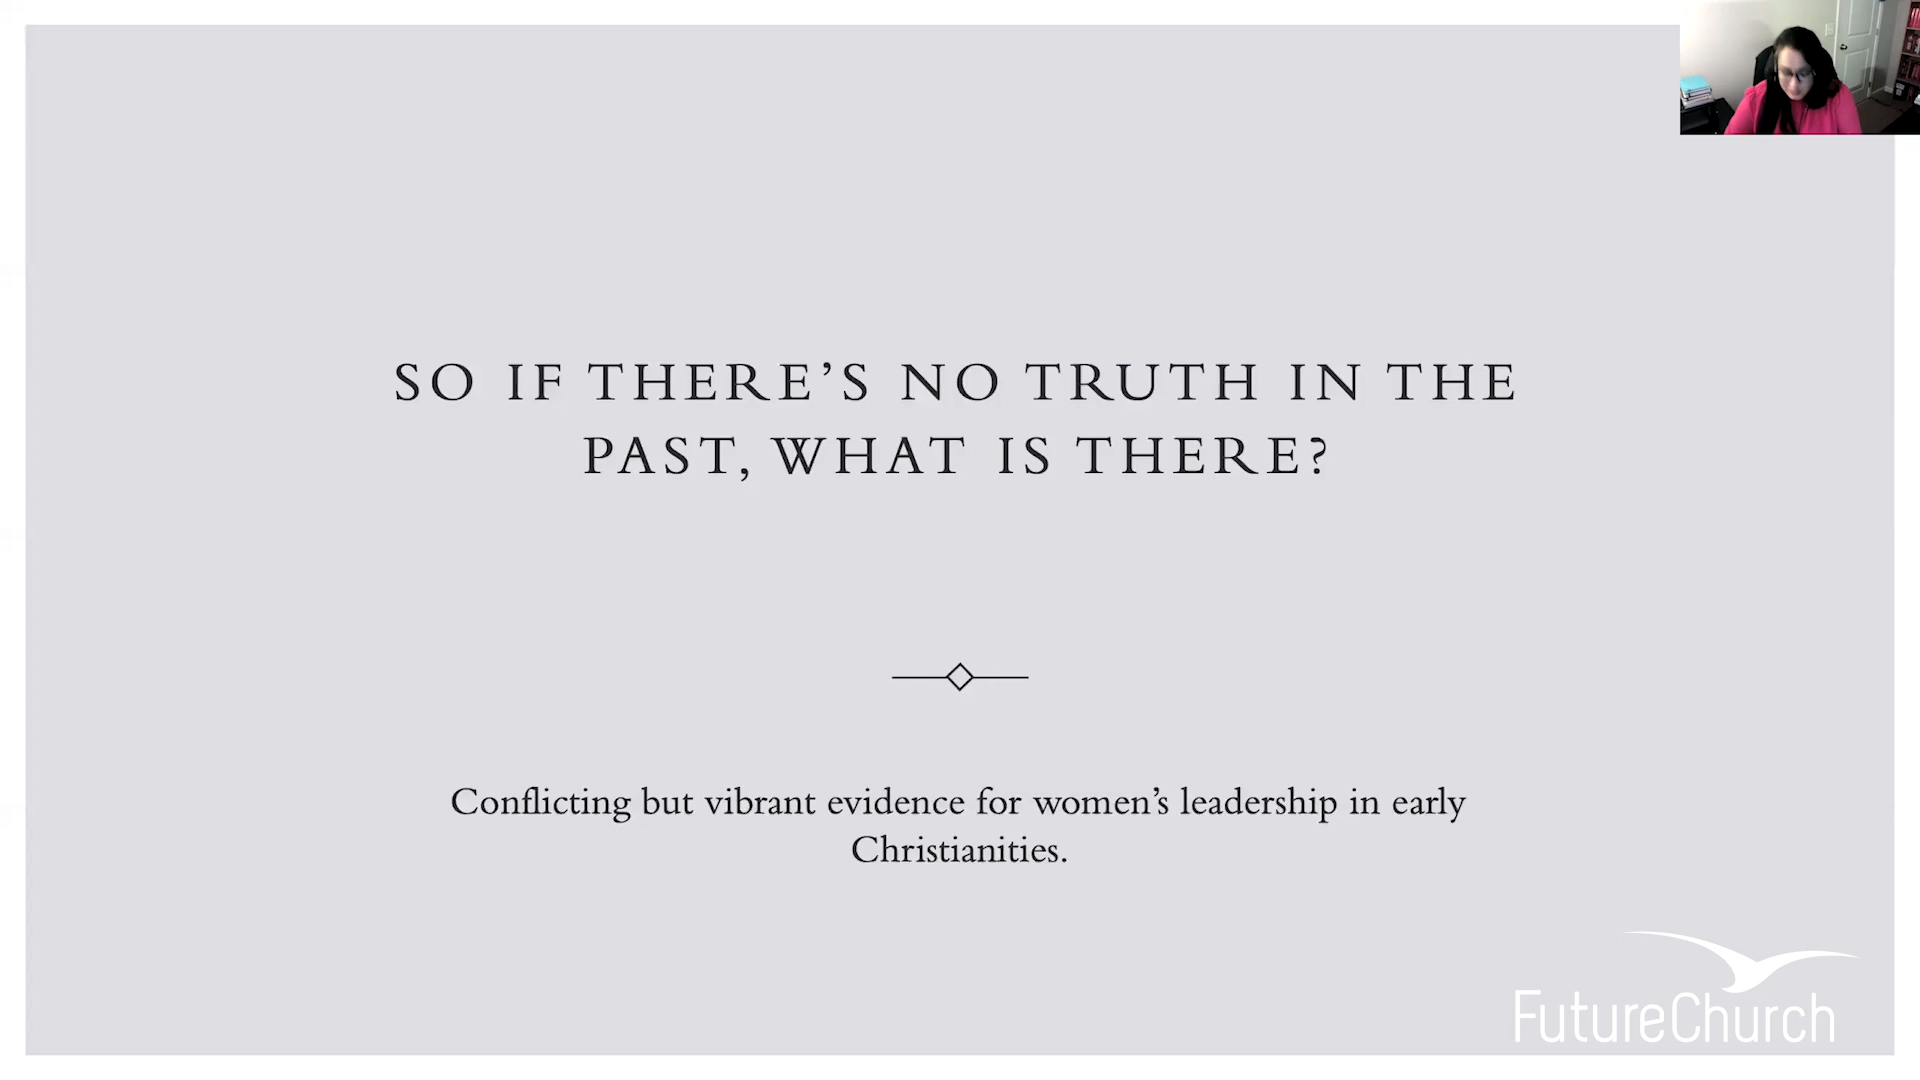 SO IF THERE’S NO TRUTH IN THE
PAST, WHAT IS THERE?
Conflicting but vibrant evidence for women’s leadership in early
Christianities.
FutureChurch